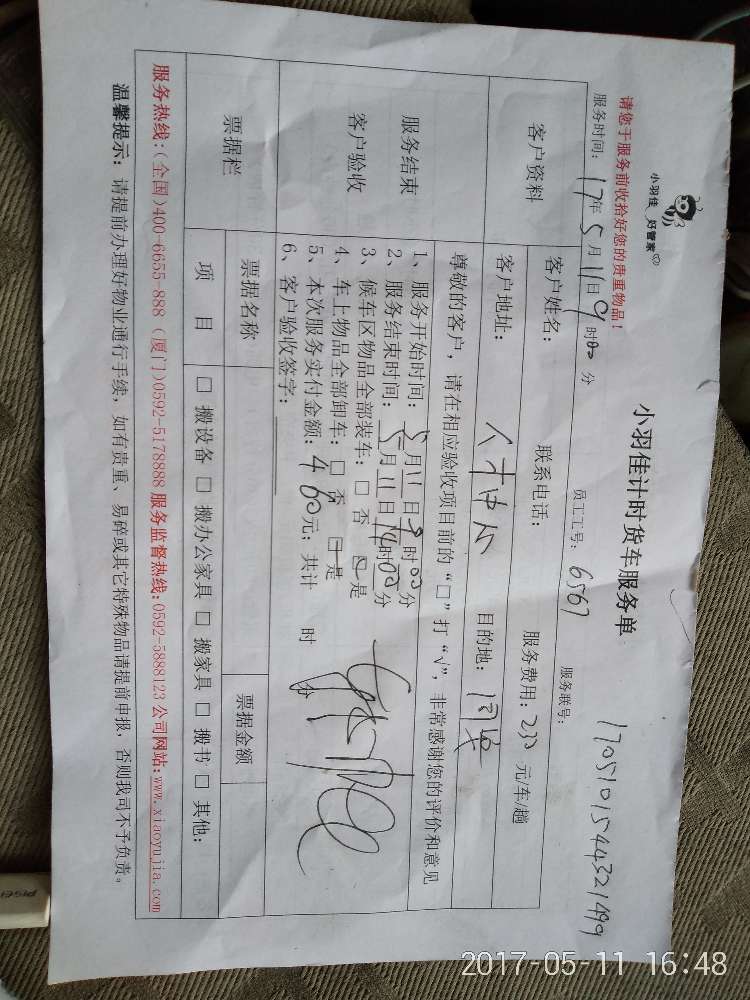 小羽佳 好管家
小羽佳计时货车服务单
请您于服务前收拾好您的贵重物品！
服务时间：17年5月11日9时00分 员工工号：6567 服务联号：
客户资料 客户姓名： 联系电话： 服务费用：230元/车/趟
客户地址：人才中心 目的地：同安
尊敬的客户，请在相应验收项目前的“□”打“√”，非常感谢您的评价和意见
服务结束
客户验收
1、服务开始时间：5月11日9时00分
2、服务结束时间：5月11日14时00分
3、候车区物品全部装车：□ 否 ☑是
4、车上物品全部卸车：□ 否 ☑是
5、本次服务实付金额：460元；共计 时 分
6、客户验收签字：
票据栏 票据名称 票据金额
项 目 □ 搬设备 □ 搬办公家具 □ 搬家具 □ 搬书 □ 其他：
服务热线：（全国）400-6655-888（厦门）0592-5178888 服务监督热线：0592-5888123 公司网站：www.xiaoyujia.com
温馨提示：请提前办理好物业通行手续，如有贵重、易碎或其它特殊物品请提前申报，否则我司不予负责。
2017-05-11 16:48